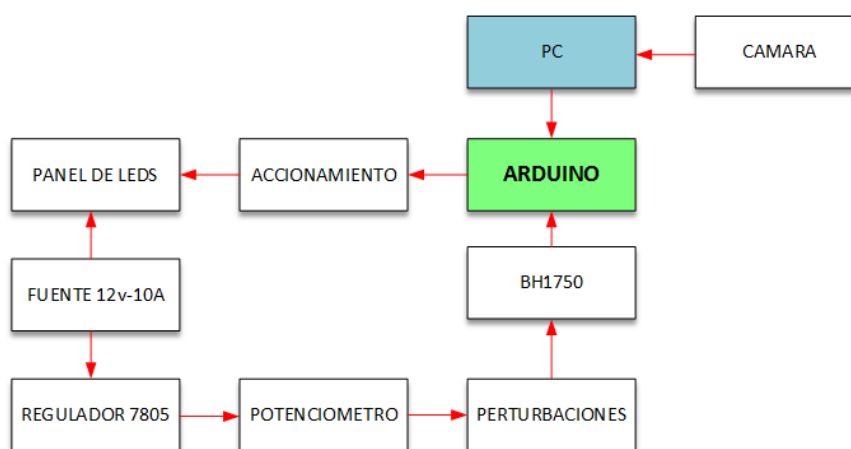 PC
CAMARA
PANEL DE LEDS
ACCIONAMIENTO
ARDUINO
FUENTE 12v-10A
BH1750
REGULADOR 7805
POTENCIOMETRO
PERTURBACIONES